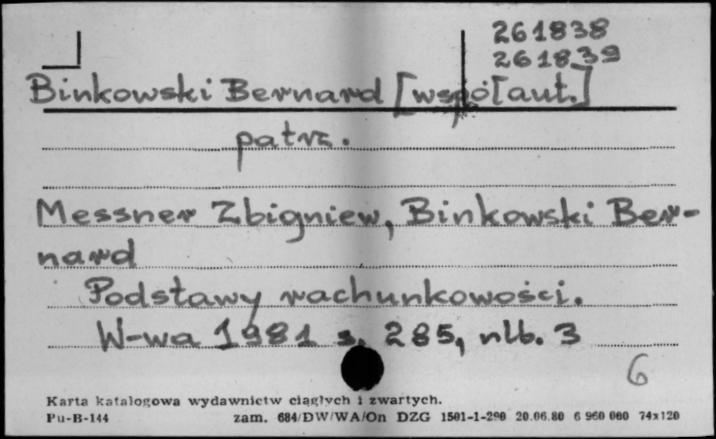 261838
261839
Binkowski Bernard [współaut.]
patrz.
Messner Zbigniew, Binkowski Ber-
nard
Podstawy rachunkowości.
W-wa 1981 s. 285, nlb. 3
6
Karta katalogowa wydawnictw ciągłych i zwartych.
Pu-B-144 zam. 684/DW/WA/On DZG 1501-1-290 20.06.80 6 960 000 74x120